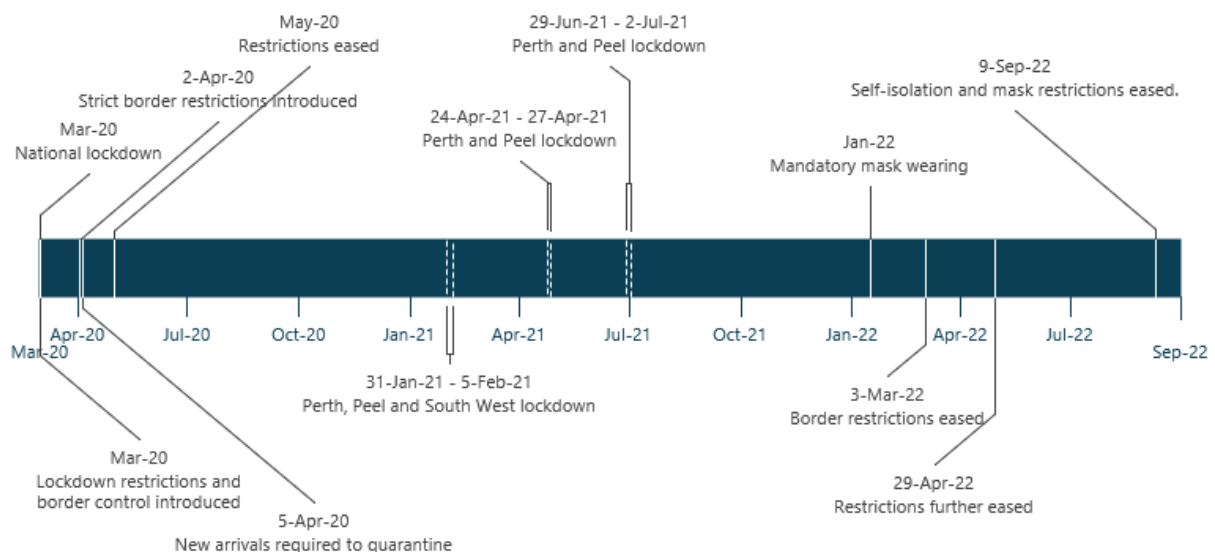 May-20
Restrictions eased
29-Jun-21 - 2-Jul-21
Perth and Peel lockdown
2-Apr-20
Strict border restrictions introduced
9-Sep-22
Self-isolation and mask restrictions eased.
24-Apr-21 - 27-Apr-21
Perth and Peel lockdown
Mar-20
National lockdown
Jan-22
Mandatory mask wearing
Mar-20
Apr-20
Jul-20
Oct-20
Jan-21
Apr-21
Jul-21
Oct-21
Jan-22
Apr-22
Jul-22
Sep-22
31-Jan-21 - 5-Feb-21
Perth, Peel and South West lockdown
3-Mar-22
Border restrictions eased
Mar-20
Lockdown restrictions and
border control introduced
29-Apr-22
Restrictions further eased
5-Apr-20
New arrivals required to quarantine